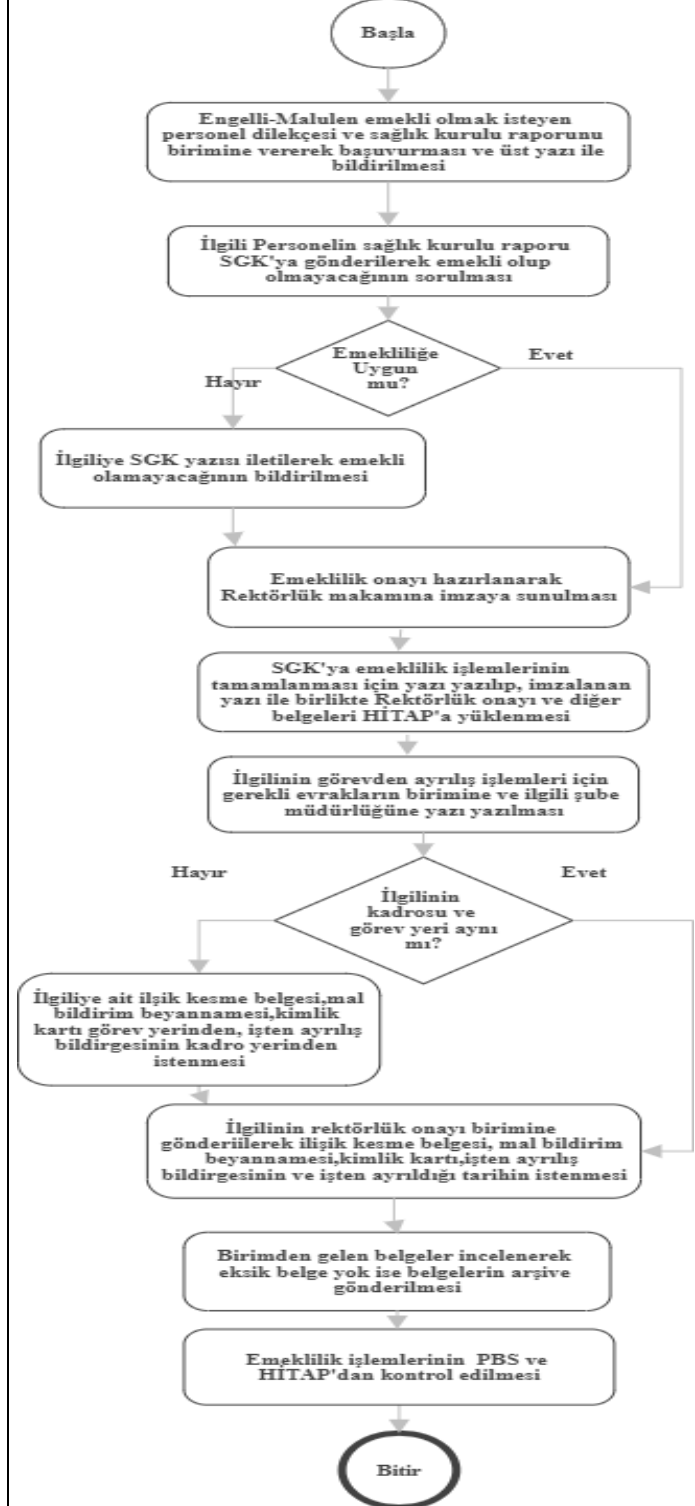 Başla
Engelli-Malulen emekli olmak isteyen
personel dilekçesi ve sağlık kurulu raporunu
birimine vererek başuvurması ve üst yazı ile
bildirilmesi
İlgili Personelin sağlık kurulu raporu
SGK'ya gönderilerek emekli olup
olmayacağının sorulması
Emekliliğe
Uygun
mu?
Evet
Hayır
İlgiliye SGK yazısı iletilerek emekli
olamayacağının bildirilmesi
Emeklilik onayı hazırlanarak
Rektörlük makamına imzaya sunulması
SGK'ya emeklilik işlemlerinin
tamamlanması için yazı yazılıp, imzalanan
yazı ile birlikte Rektörlük onayı ve diğer
belgeleri HİTAP'a yüklenmesi
İlgilinin görevden ayrılış işlemleri için
gerekli evrakların birimine ve ilgili şube
müdürlüğüne yazı yazılması
Hayır
Evet
İlgilinin
kadrosu ve
görev yeri aynı
mı?
İlgiliye ait ilşik kesme belgesi,mal
bildirim beyannamesi,kimlik
kartı görev yerinden, işten ayrılış
bildirgesinin kadro yerinden
istenmesi
İlgilinin rektörlük onayı birimine
gönderiilerek ilişik kesme belgesi, mal bildirim
beyannamesi,kimlik kartı,işten ayrılış
bildirgesinin ve işten ayrıldığı tarihin istenmesi
Birimden gelen belgeler incelenerek
eksik belge yok ise belgelerin arşive
gönderilmesi
Emeklilik işlemlerinin PBS ve
HİTAP'dan kontrol edilmesi
Bitir